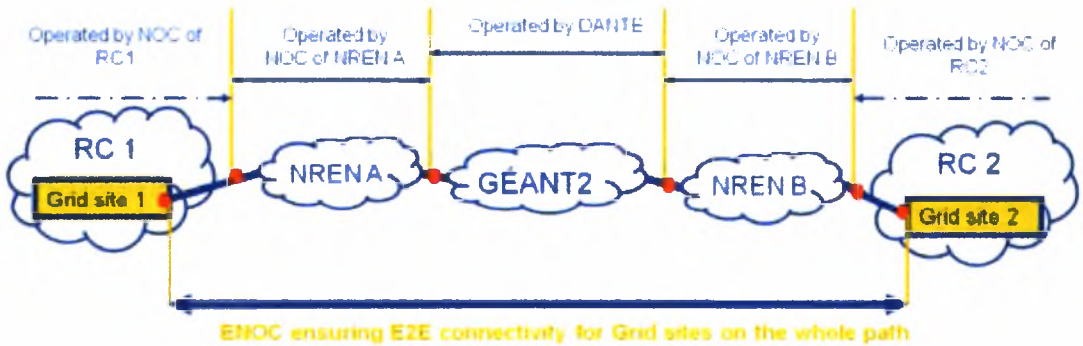 Operated by NOC of
RC1
Operated by
NOC of NREN A
Operated by DANTE
Operated by
NOC of NREN B
Operated by NOC of
RC2
RC 1
Grid site 1
NREN A
GÉANT2
NREN B
RC 2
Grid site 2
ENOC ensuring E2E connectivity for Grid sites on the whole path